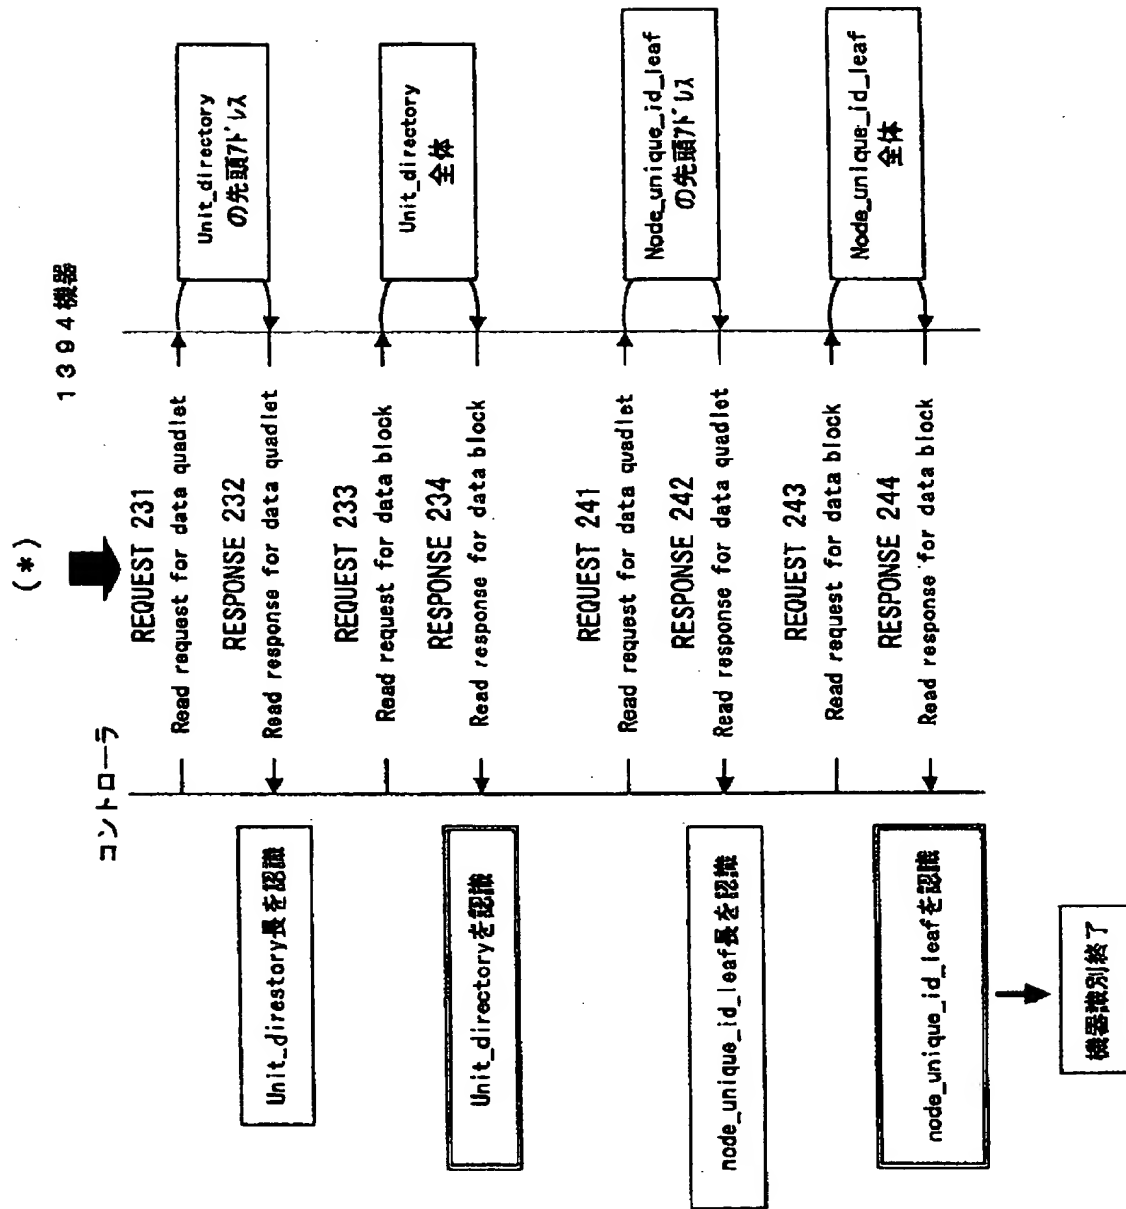 (*)
コントローラ
1394機器
REQUEST 231
Read request for data quadlet
Unit_directory
の先頭ｱﾄﾞﾚｽ
RESPONSE 232
Read response for data quadlet
Unit_direstory長を認識
REQUEST 233
Read request for data block
Unit_directory
全体
RESPONSE 234
Read response for data block
Unit_directoryを認識
REQUEST 241
Read request for data quadlet
Node_unique_id_leaf
の先頭ｱﾄﾞﾚｽ
RESPONSE 242
Read response for data quadlet
node_unique_id_leaf長を認識
REQUEST 243
Read request for data block
Node_unique_id_leaf
全体
RESPONSE 244
Read response for data block
node_unique_id_leafを認識
機器識別終了